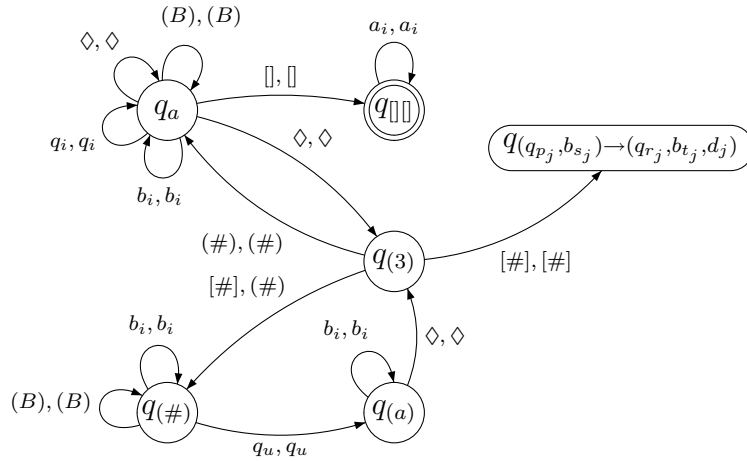 (B), (B)
◊, ◊
a_i, a_i
[], []
q_a
q_{[][]}
q_i, q_i
◊, ◊
q_{(q_{p_j},b_{s_j})→(q_{r_j},b_{t_j},d_j)}
b_i, b_i
(#), (#)
q_{(3)}
[#], [#]
[#], (#)
b_i, b_i
b_i, b_i
◊, ◊
(B), (B)
q_{(#)}
q_{(a)}
q_u, q_u